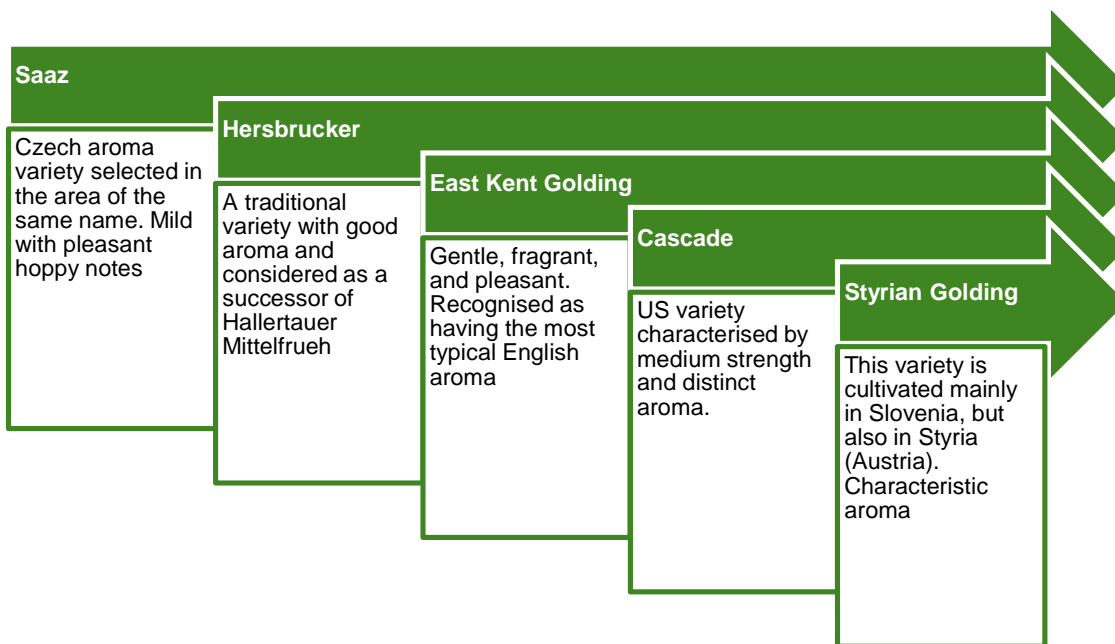 Saaz
Czech aroma
variety selected in
the area of the
same name. Mild
with pleasant
hoppy notes
Hersbrucker
A traditional
variety with good
aroma and
considered as a
successor of
Hallertauer
Mittelfrueh
East Kent Golding
Gentle, fragrant,
and pleasant.
Recognised as
having the most
typical English
aroma
Cascade
US variety
characterised by
medium strength
and distinct
aroma.
Styrian Golding
This variety is
cultivated mainly
in Slovenia, but
also in Styria
(Austria).
Characteristic
aroma